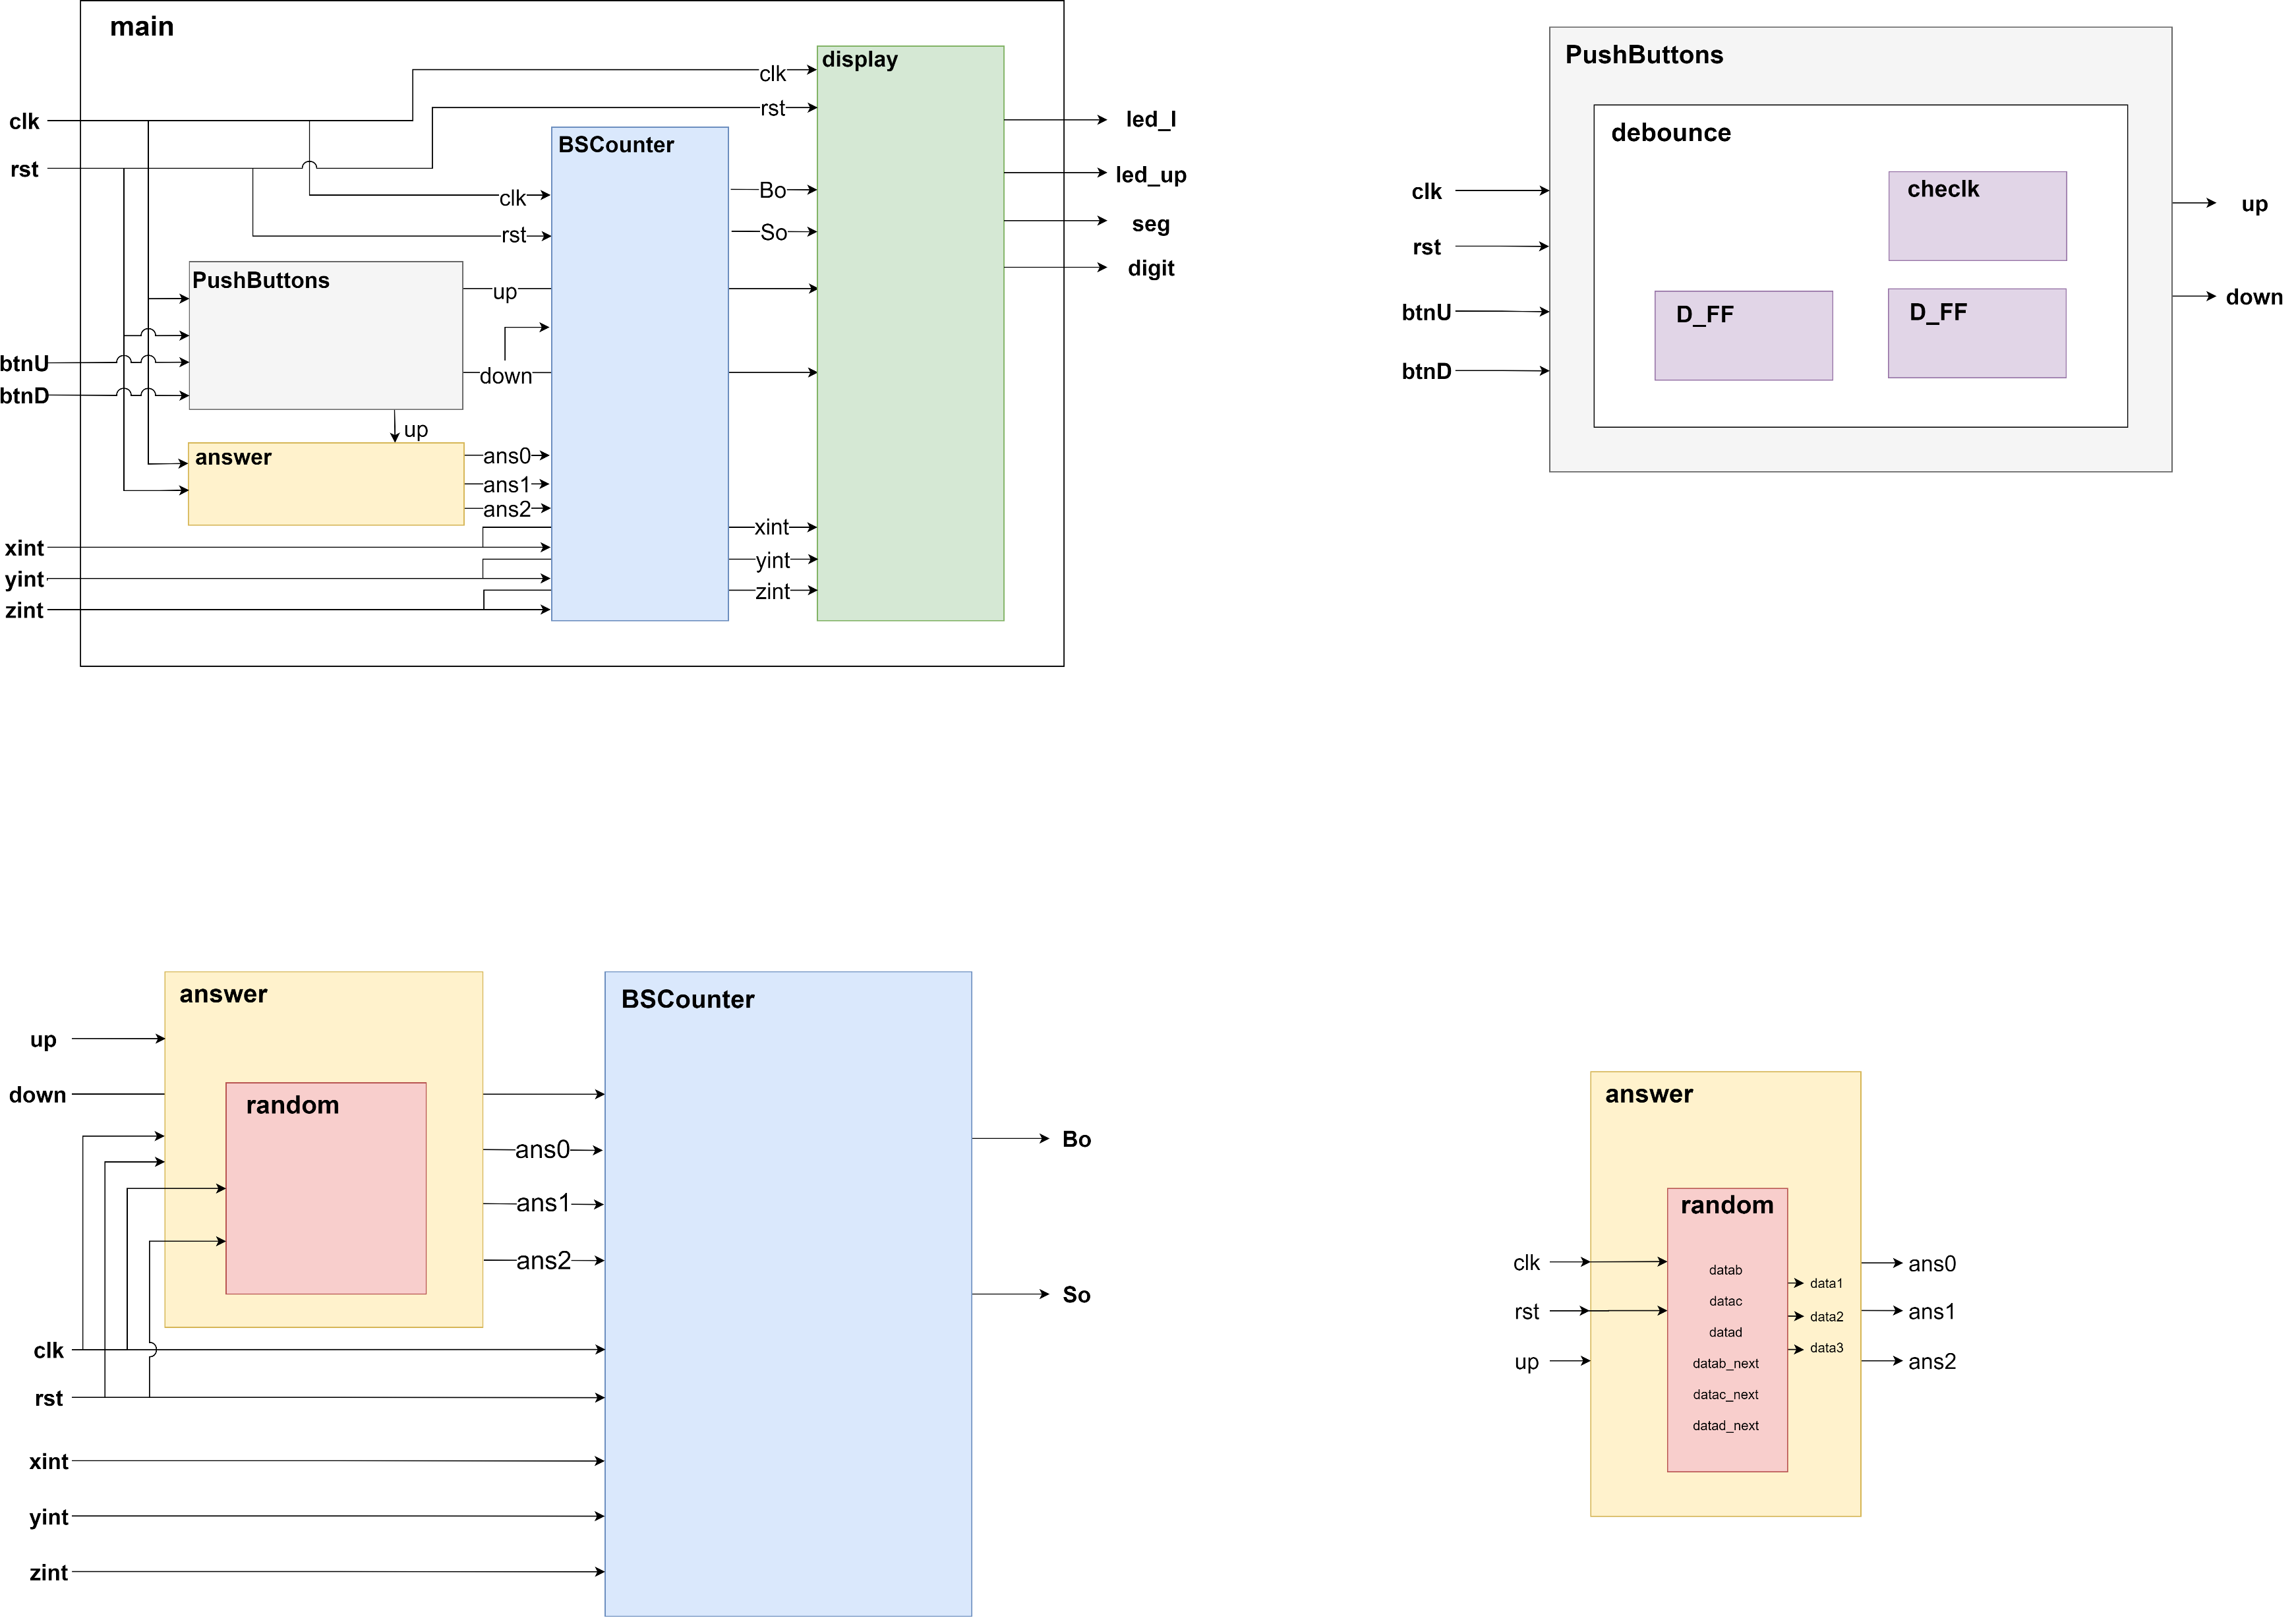 main
clk
rst
btnU
btnD
xint
yint
zint
PushButtons
up
down
up
answer
ans0
ans1
ans2
clk
rst
BSCounter
Bo
So
xint
yint
zint
clk
rst
display
led_l
led_up
seg
digit
PushButtons
debounce
checlk
D_FF
D_FF
clk
rst
btnU
btnD
up
down
answer
random
up
down
clk
rst
xint
yint
zint
ans0
ans1
ans2
BSCounter
Bo
So
answer
random
datab
datac
datad
datab_next
datac_next
datad_next
data1
data2
data3
clk
rst
up
ans0
ans1
ans2